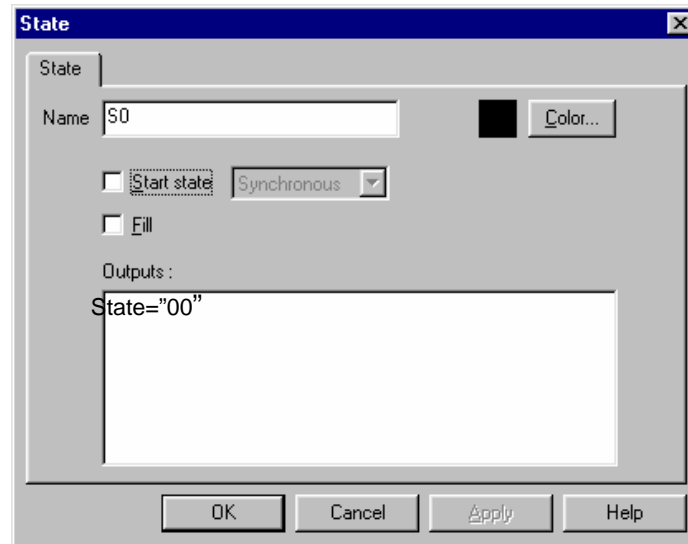 State
State
Name S0 Color...
Start state Synchronous
Fill
Outputs :
State=”00”
OK Cancel Apply Help